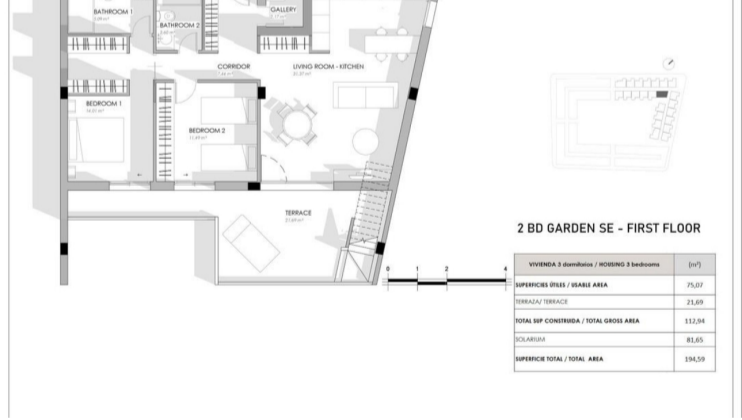 BATHROOM 1
GALLERY
BATHROOM 2
CORRIDOR
LIVING ROOM - KITCHEN
BEDROOM 1
BEDROOM 2
TERRACE
21,69 m²
0 1 2 4
2 BD GARDEN SE - FIRST FLOOR
VIVIENDA 3 dormitorios / HOUSING 3 bedrooms (m²)
SUPERFICIES ÚTILES / USABLE AREA 75,07
TERRAZA/ TERRACE 21,69
TOTAL SUP CONSTRUIDA / TOTAL GROSS AREA 112,94
SOLARIUM 81,65
SUPERFICIE TOTAL / TOTAL AREA 194,59